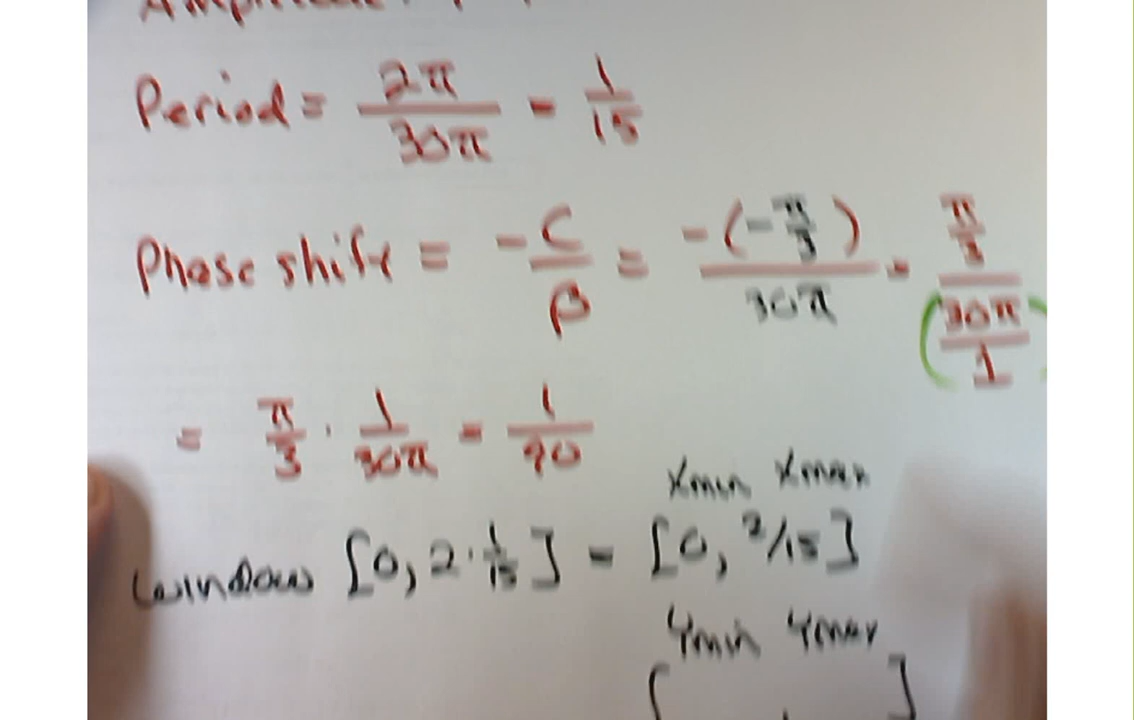 Period = 2π/30π = 1/15
Phase shift = -C/B = -(-π/3)/30π = π/3/(30π/1)
= π/3 · 1/30π = 1/90
Xmin Xmax
Window [0, 2·1/15] = [0, 2/15]
Ymin Ymax
[ ]